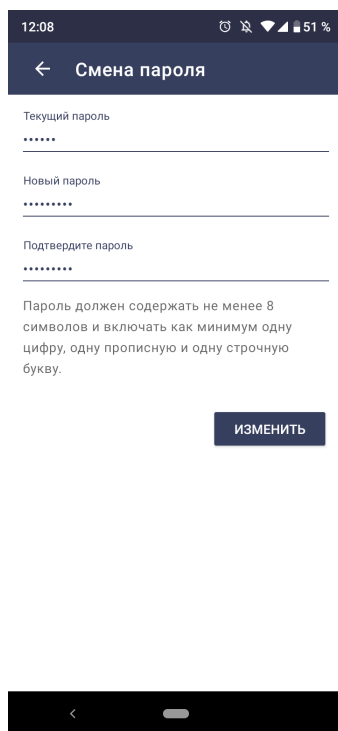 12:08 51 %
Смена пароля
Текущий пароль
••••••
Новый пароль
•••••••••
Подтвердите пароль
•••••••••
Пароль должен содержать не менее 8
символов и включать как минимум одну
цифру, одну прописную и одну строчную
букву.
ИЗМЕНИТЬ